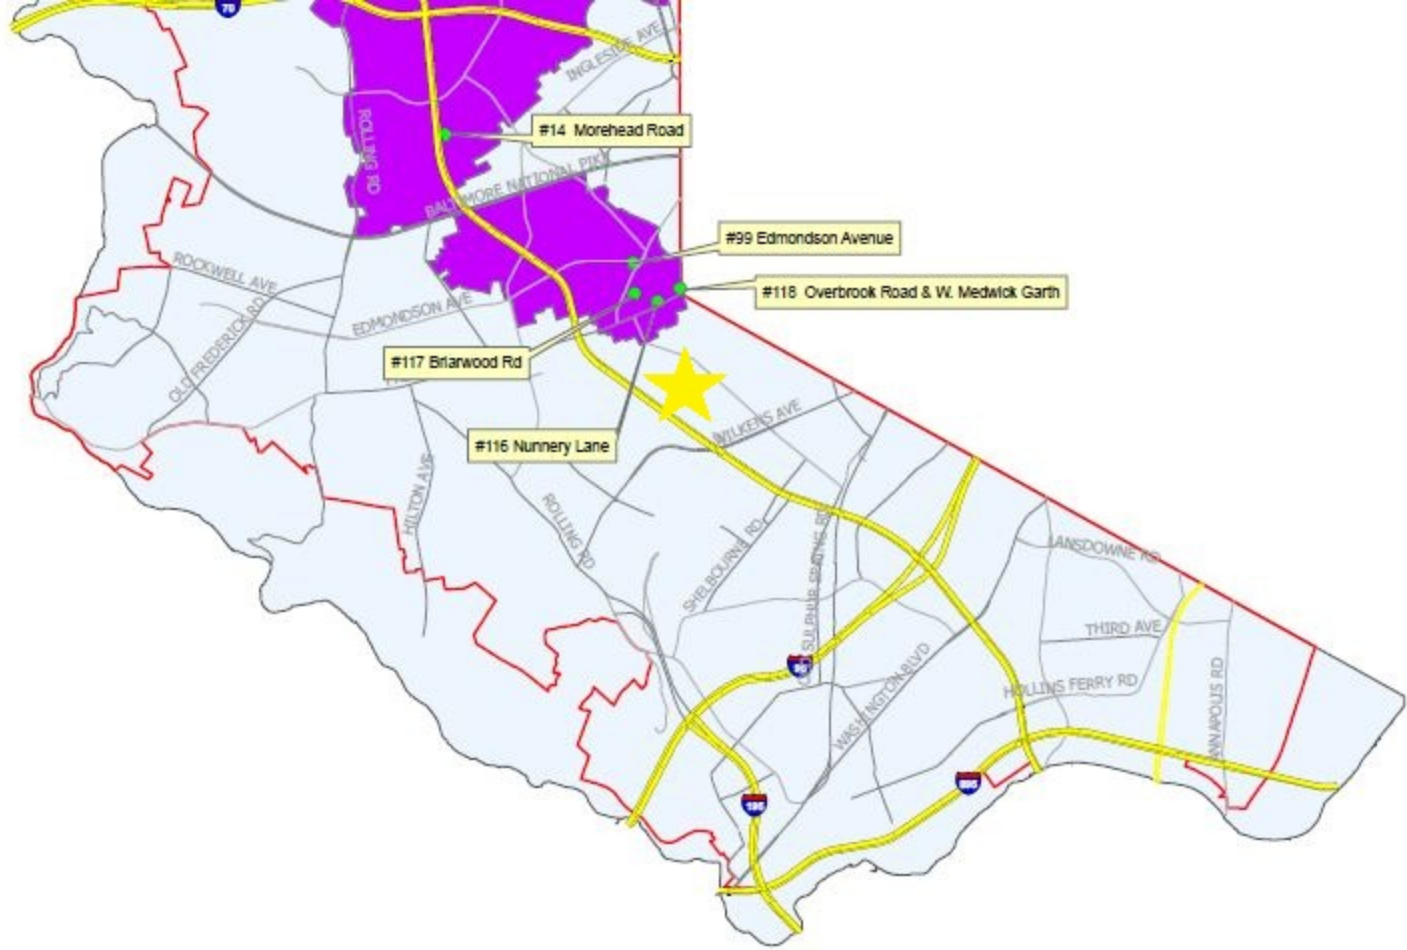 70
INGLESIDE AVE
ROLLING RD
#14 Morehead Road
BALTIMORE NATIONAL PIKE
#99 Edmondson Avenue
ROCKWELL AVE
#118 Overbrook Road & W. Medwick Garth
EDMONDSON AVE
OLD FREDERICK RD
#117 Briarwood Rd
WILKENS AVE
#116 Nunnery Lane
HILTON AVE
ROLLING RD
SHELBOURNE RD
SULPHUR SPRING RD
LANSDOWNE RD
THIRD AVE
95
WASHINGTON BLVD
HOLLINS FERRY RD
ANNAPOLIS RD
895
195